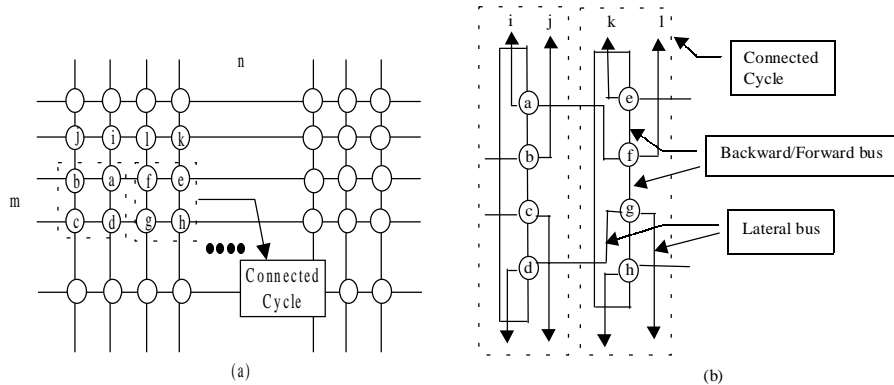 n
j i l k
b a f e
m
c d g h
Connected
Cycle
(a)
i j k l
a
b
c
d
e
f
g
h
Connected
Cycle
Backward/Forward bus
Lateral bus
(b)